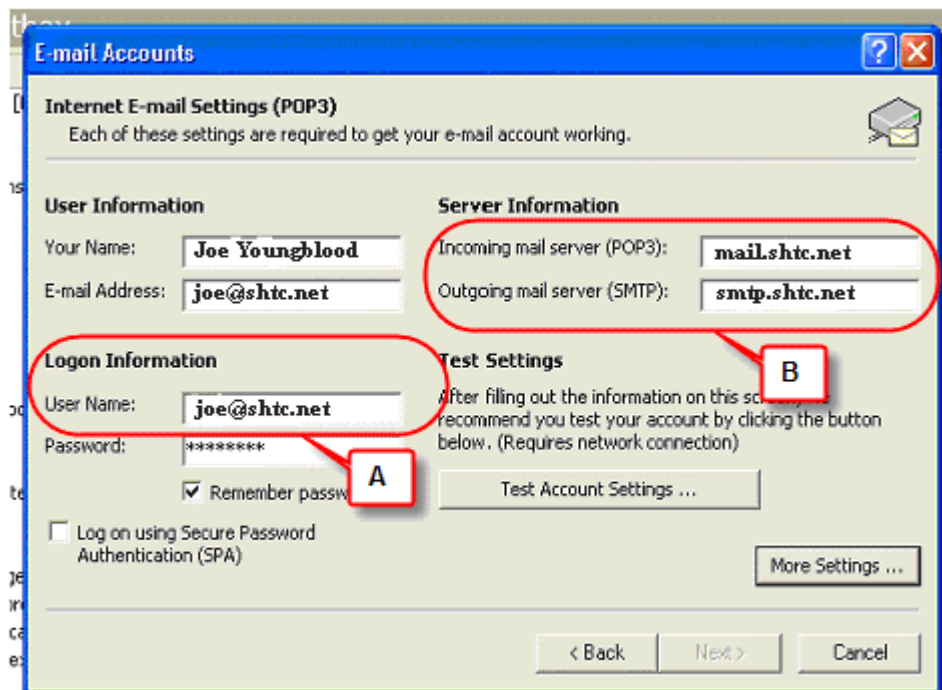 E-mail Accounts
Internet E-mail Settings (POP3)
Each of these settings are required to get your e-mail account working.
User Information
Your Name: Joe Youngblood
E-mail Address: joe@shtc.net
Server Information
Incoming mail server (POP3): mail.shtc.net
Outgoing mail server (SMTP): smtp.shtc.net
B
Logon Information
User Name: joe@shtc.net
Password: ********
A
Remember passw
Log on using Secure Password
Authentication (SPA)
Test Settings
After filling out the information on this
recommend you test your account by clicking the button
below. (Requires network connection)
Test Account Settings ...
More Settings ...
< Back
Next >
Cancel